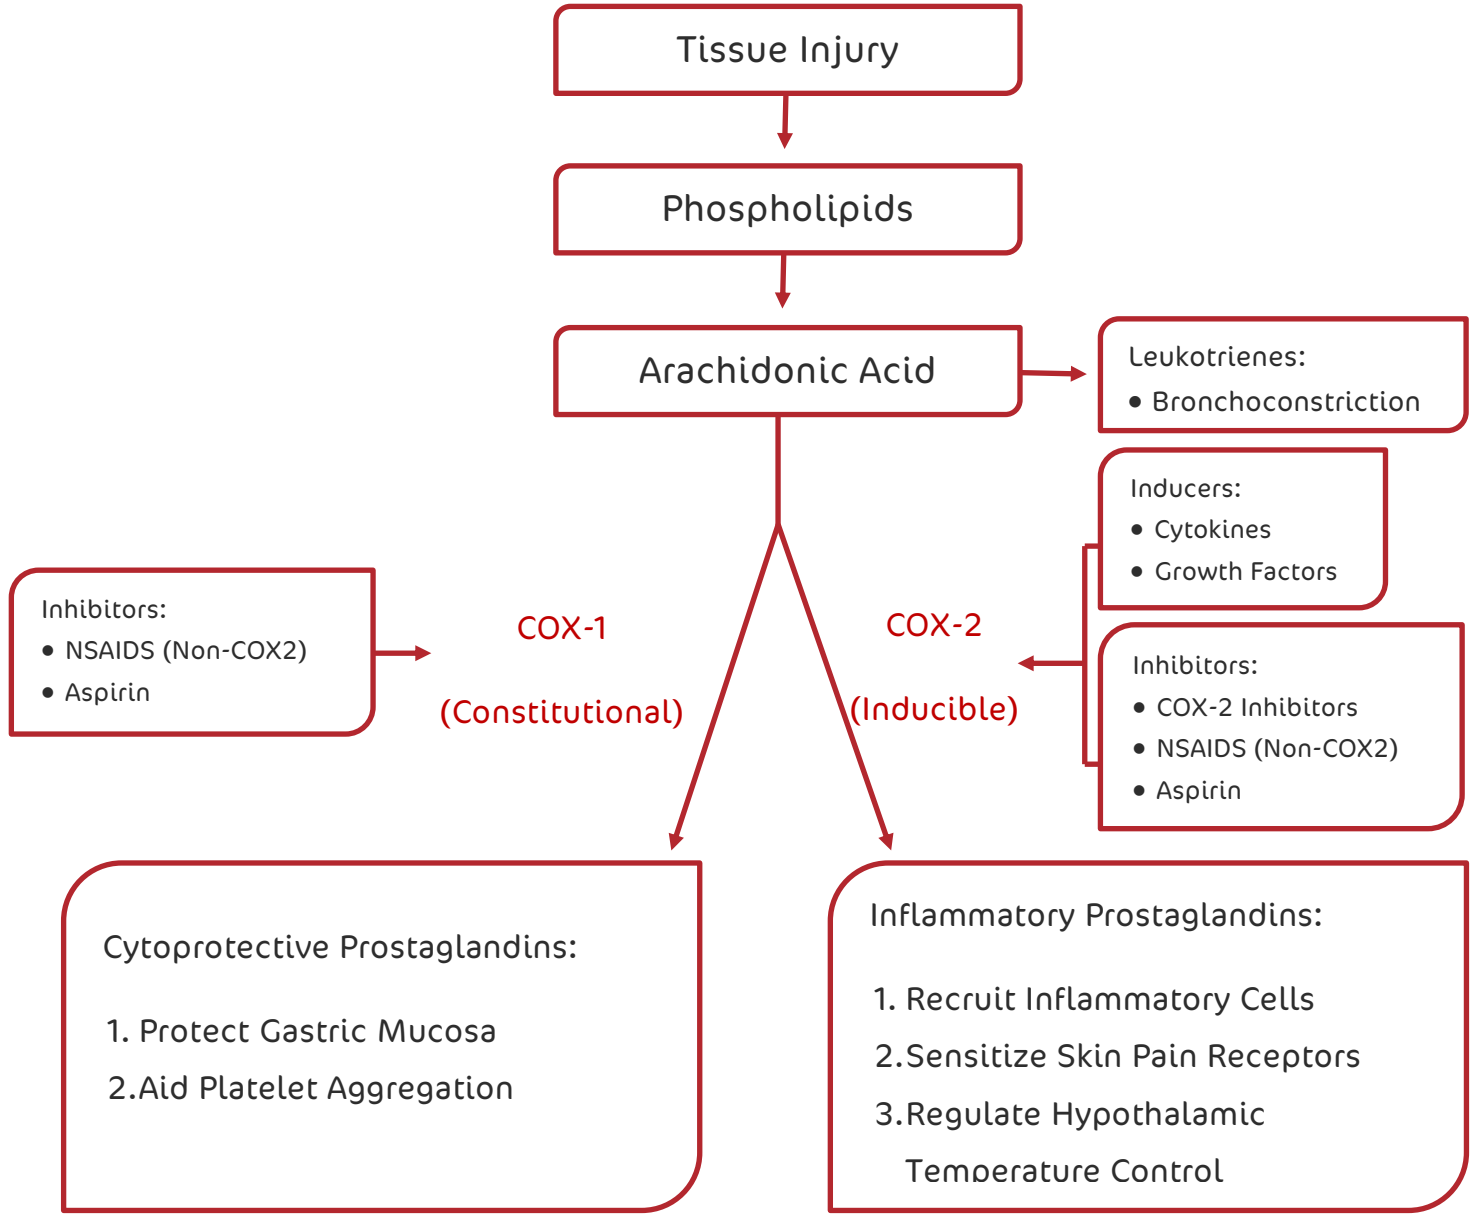 Tissue Injury
Phospholipids
Arachidonic Acid
Leukotrienes:
• Bronchoconstriction
Inducers:
• Cytokines
• Growth Factors
Inhibitors:
• NSAIDS (Non-COX2)
• Aspirin
COX-1
(Constitutional)
COX-2
(Inducible)
Inhibitors:
• COX-2 Inhibitors
• NSAIDS (Non-COX2)
• Aspirin
Cytoprotective Prostaglandins:
1. Protect Gastric Mucosa
2.Aid Platelet Aggregation
Inflammatory Prostaglandins:
1. Recruit Inflammatory Cells
2.Sensitize Skin Pain Receptors
3.Regulate Hypothalamic
Temperature Control